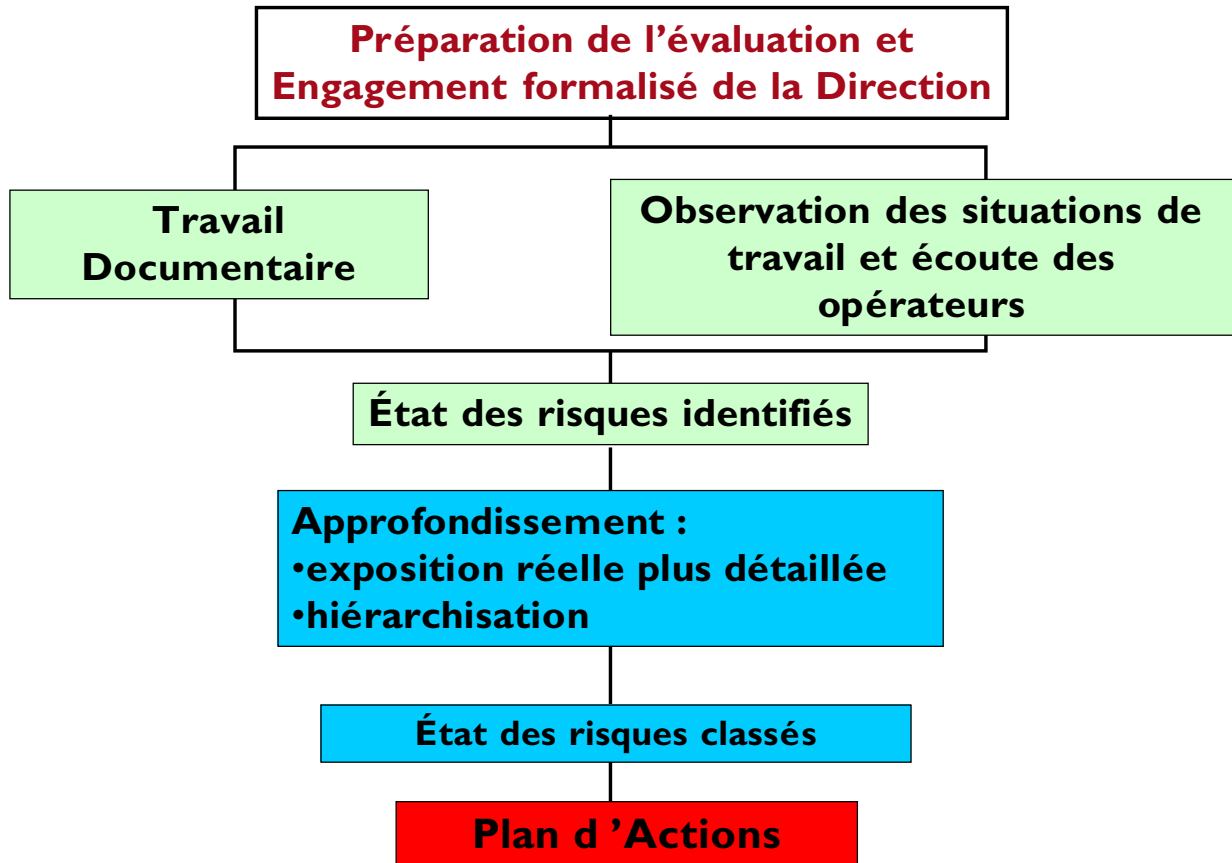 Préparation de l’évaluation et
Engagement formalisé de la Direction
Travail
Documentaire
Observation des situations de
travail et écoute des
opérateurs
État des risques identifiés
Approfondissement :
•exposition réelle plus détaillée
•hiérarchisation
État des risques classés
Plan d ’Actions